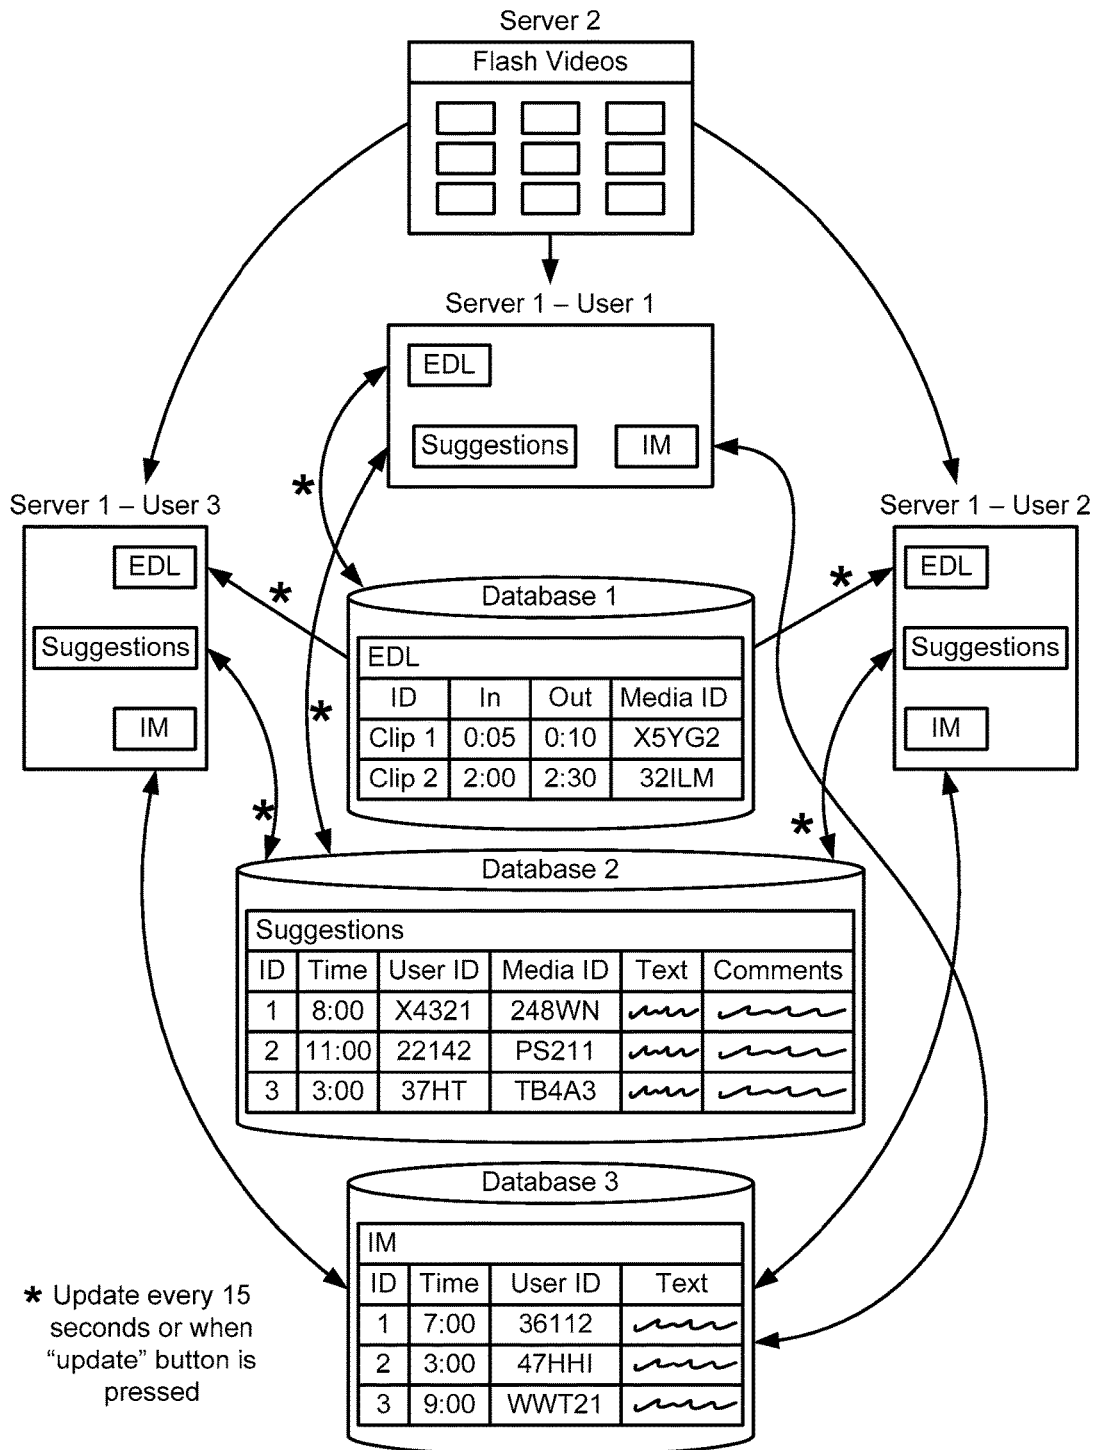 Server 2
Flash Videos
Server 1 – User 1
EDL
Suggestions IM
*
Server 1 – User 3
EDL
Suggestions
IM
Server 1 – User 2
EDL
Suggestions
IM
*
*
*
*
*
Database 1
EDL
ID In Out Media ID
Clip 1 0:05 0:10 X5YG2
Clip 2 2:00 2:30 32ILM
Database 2
Suggestions
ID Time User ID Media ID Text Comments
1 8:00 X4321 248WN
2 11:00 22142 PS211
3 3:00 37HT TB4A3
Database 3
IM
ID Time User ID Text
1 7:00 36112
2 3:00 47HHI
3 9:00 WWT21
* Update every 15
seconds or when
“update” button is
pressed